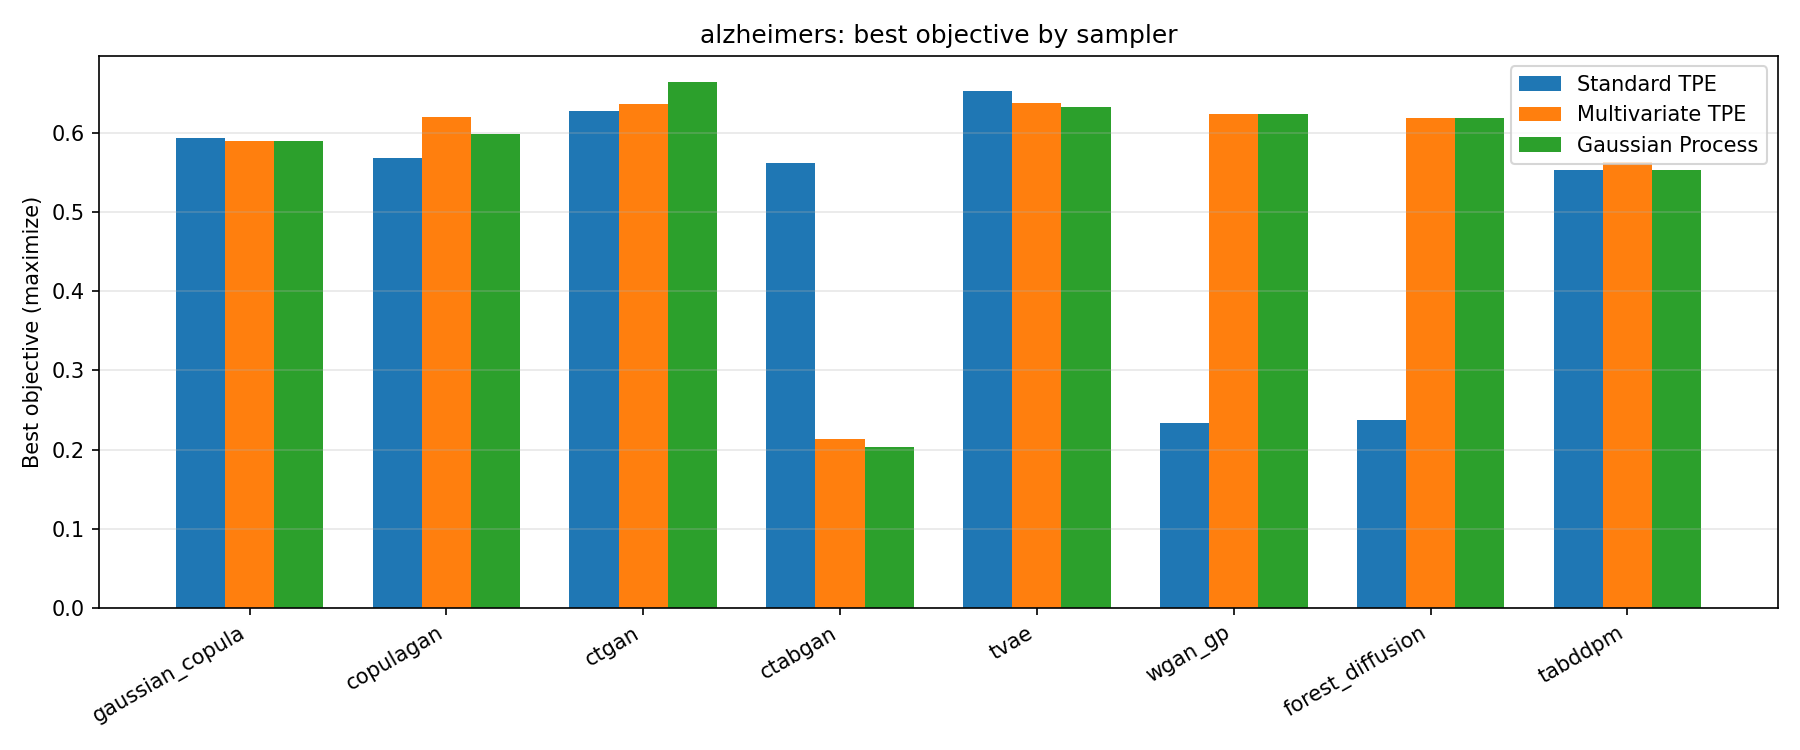 alzheimers: best objective by sampler
Standard TPE
Multivariate TPE
Gaussian Process
Best objective (maximize)
0.6
0.5
0.4
0.3
0.2
0.1
0.0
gaussian_copula
copulagan
ctgan
ctabgan
tvae
wgan_gp
forest_diffusion
tabddpm